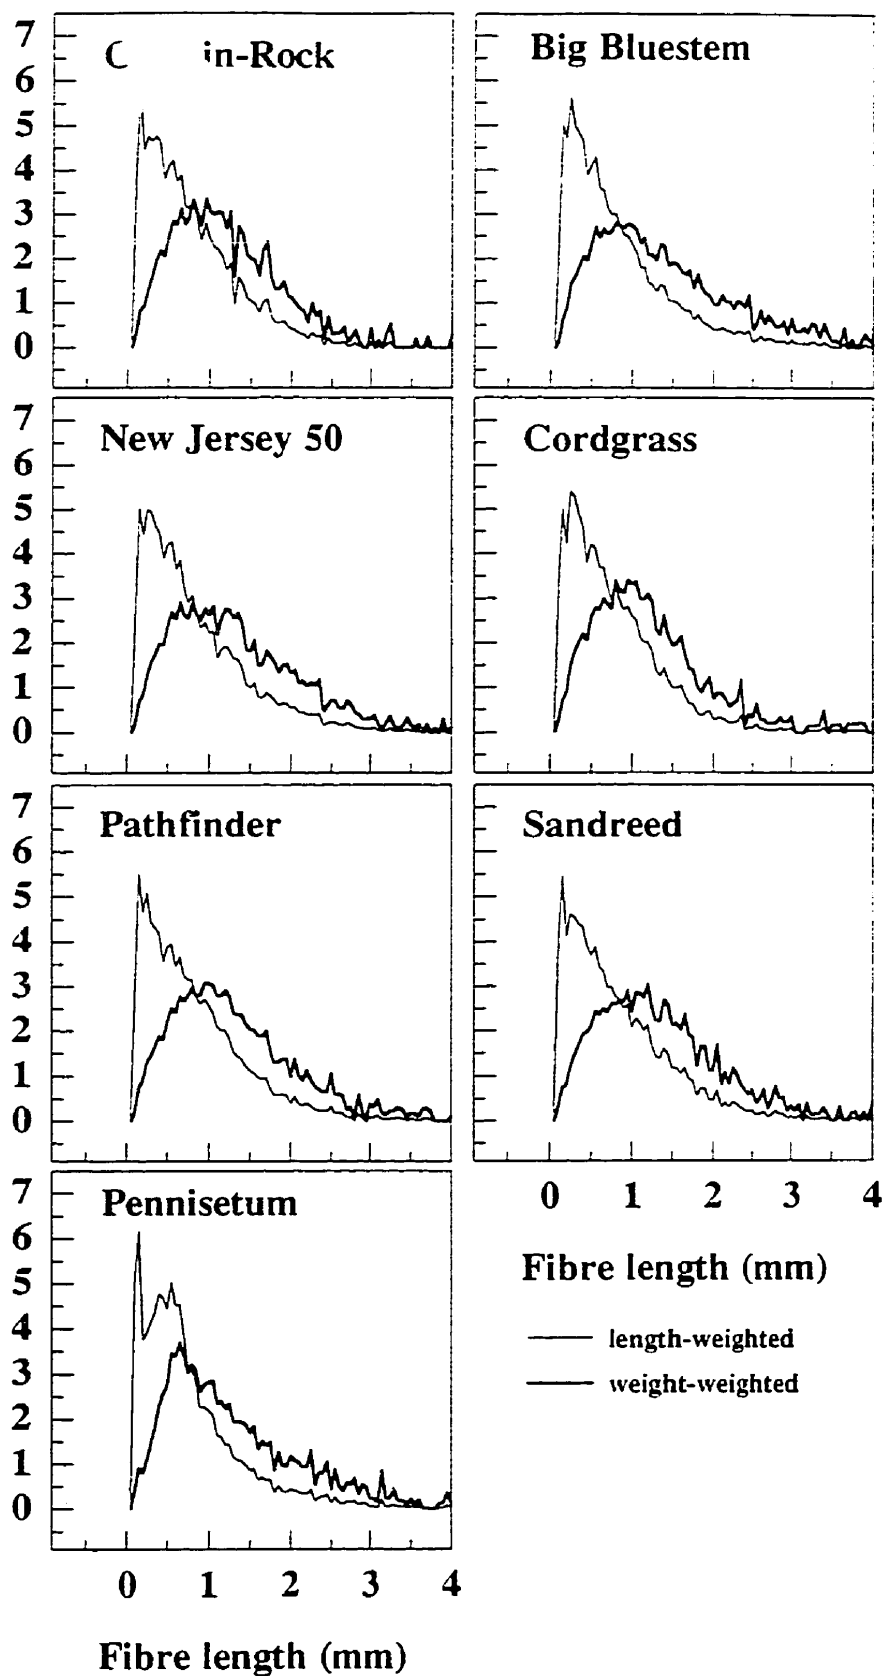 7
6
5
4
3
2
1
0
C in-Rock
Big Bluestem
7
6
5
4
3
2
1
0
New Jersey 50
Cordgrass
7
6
5
4
3
2
1
0
Pathfinder
Sandreed
0 1 2 3 4
Fibre length (mm)
length-weighted
weight-weighted
7
6
5
4
3
2
1
0
Pennisetum
0 1 2 3 4
Fibre length (mm)